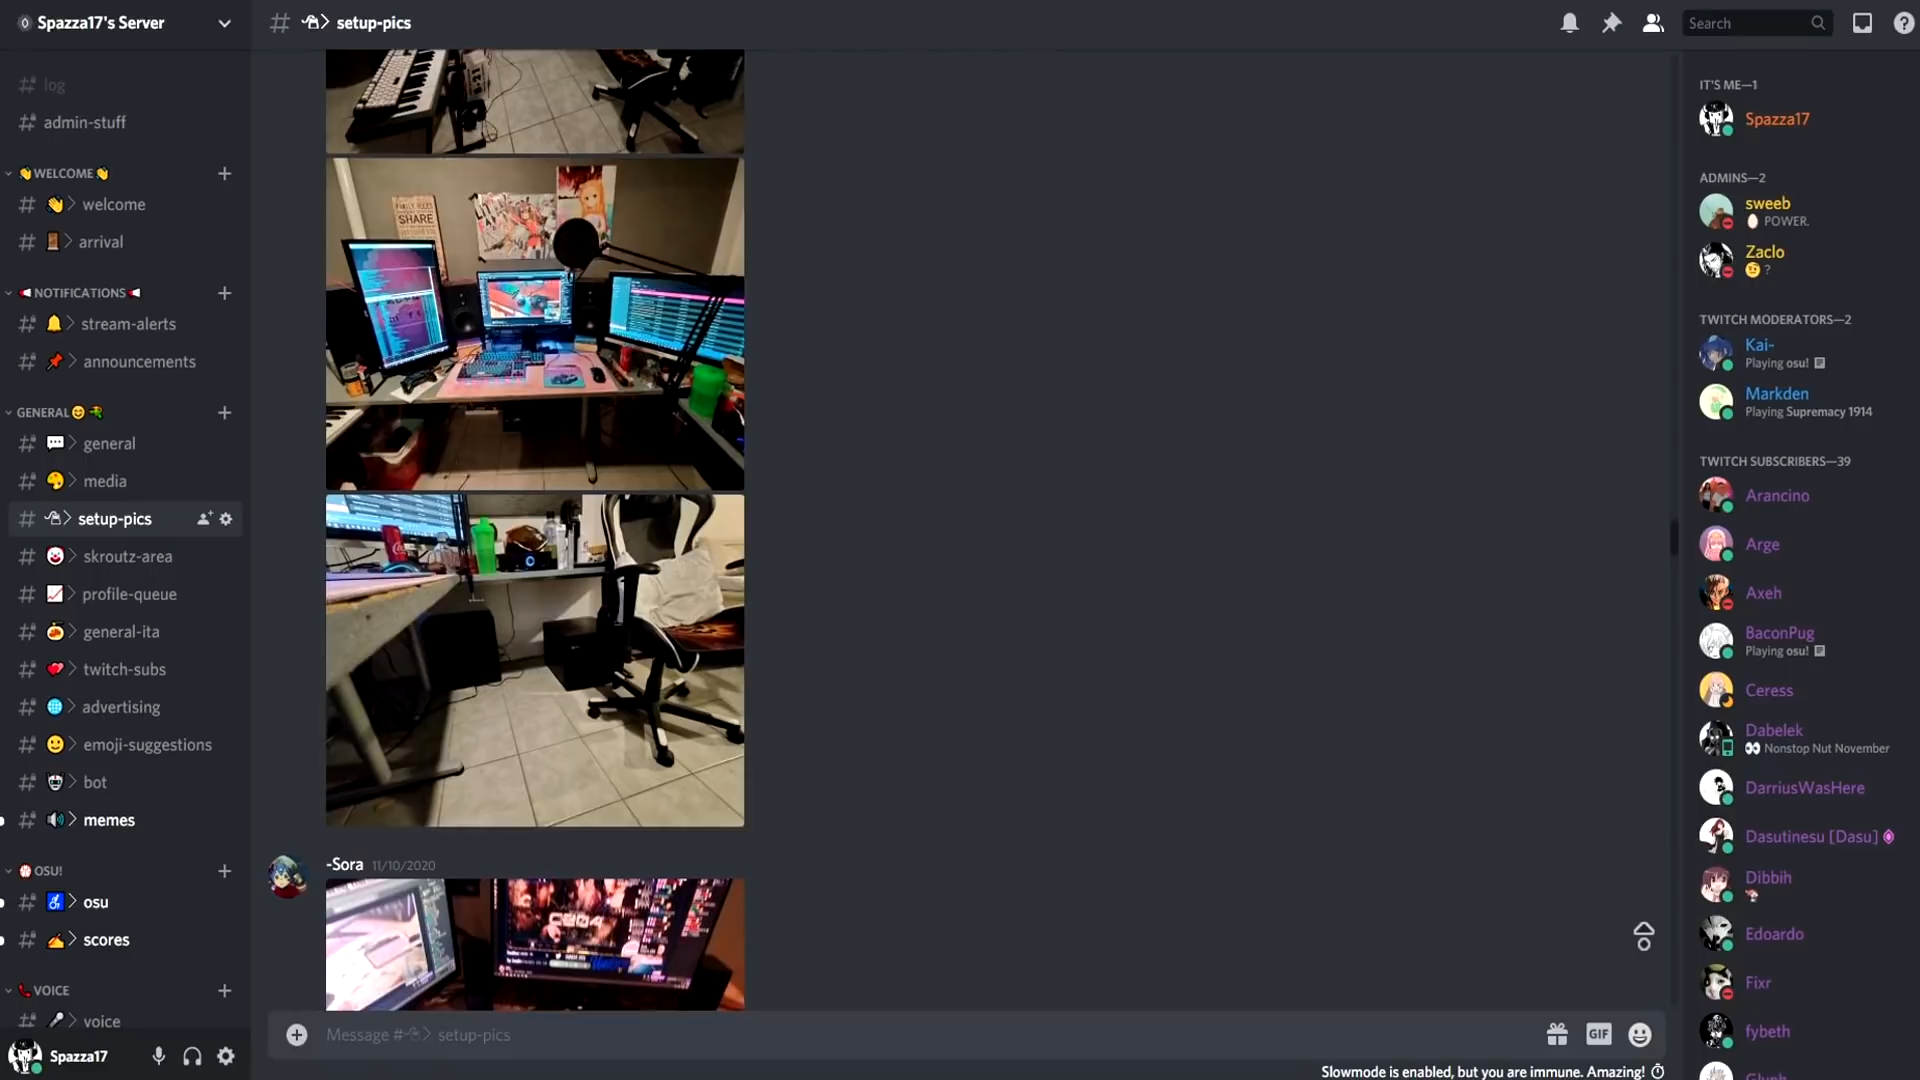 Spazza17's Server
setup-pics
Search
log
admin-stuff
WELCOME
welcome
arrival
NOTIFICATIONS
stream-alerts
announcements
GENERAL
general
media
setup-pics
skroutz-area
profile-queue
general-ita
twitch-subs
advertising
emoji-suggestions
bot
memes
OSU!
osu
scores
VOICE
voice
Spazza17
SHARE
-Sora 11/10/2020
Message # setup-pics
GIF
Slowmode is enabled, but you are immune. Amazing!
IT'S ME—1
Spazza17
ADMINS—2
sweeb
POWER.
Zaclo
?
TWITCH MODERATORS—2
Kai-
Playing osu!
Markden
Playing Supremacy 1914
TWITCH SUBSCRIBERS—39
Arancino
Arge
Axeh
BaconPug
Playing osu!
Ceress
Dabelek
Nonstop Nut November
DarriusWasHere
Dasutinesu [Dasu]
Dibbih
Edoardo
Fixr
fybeth